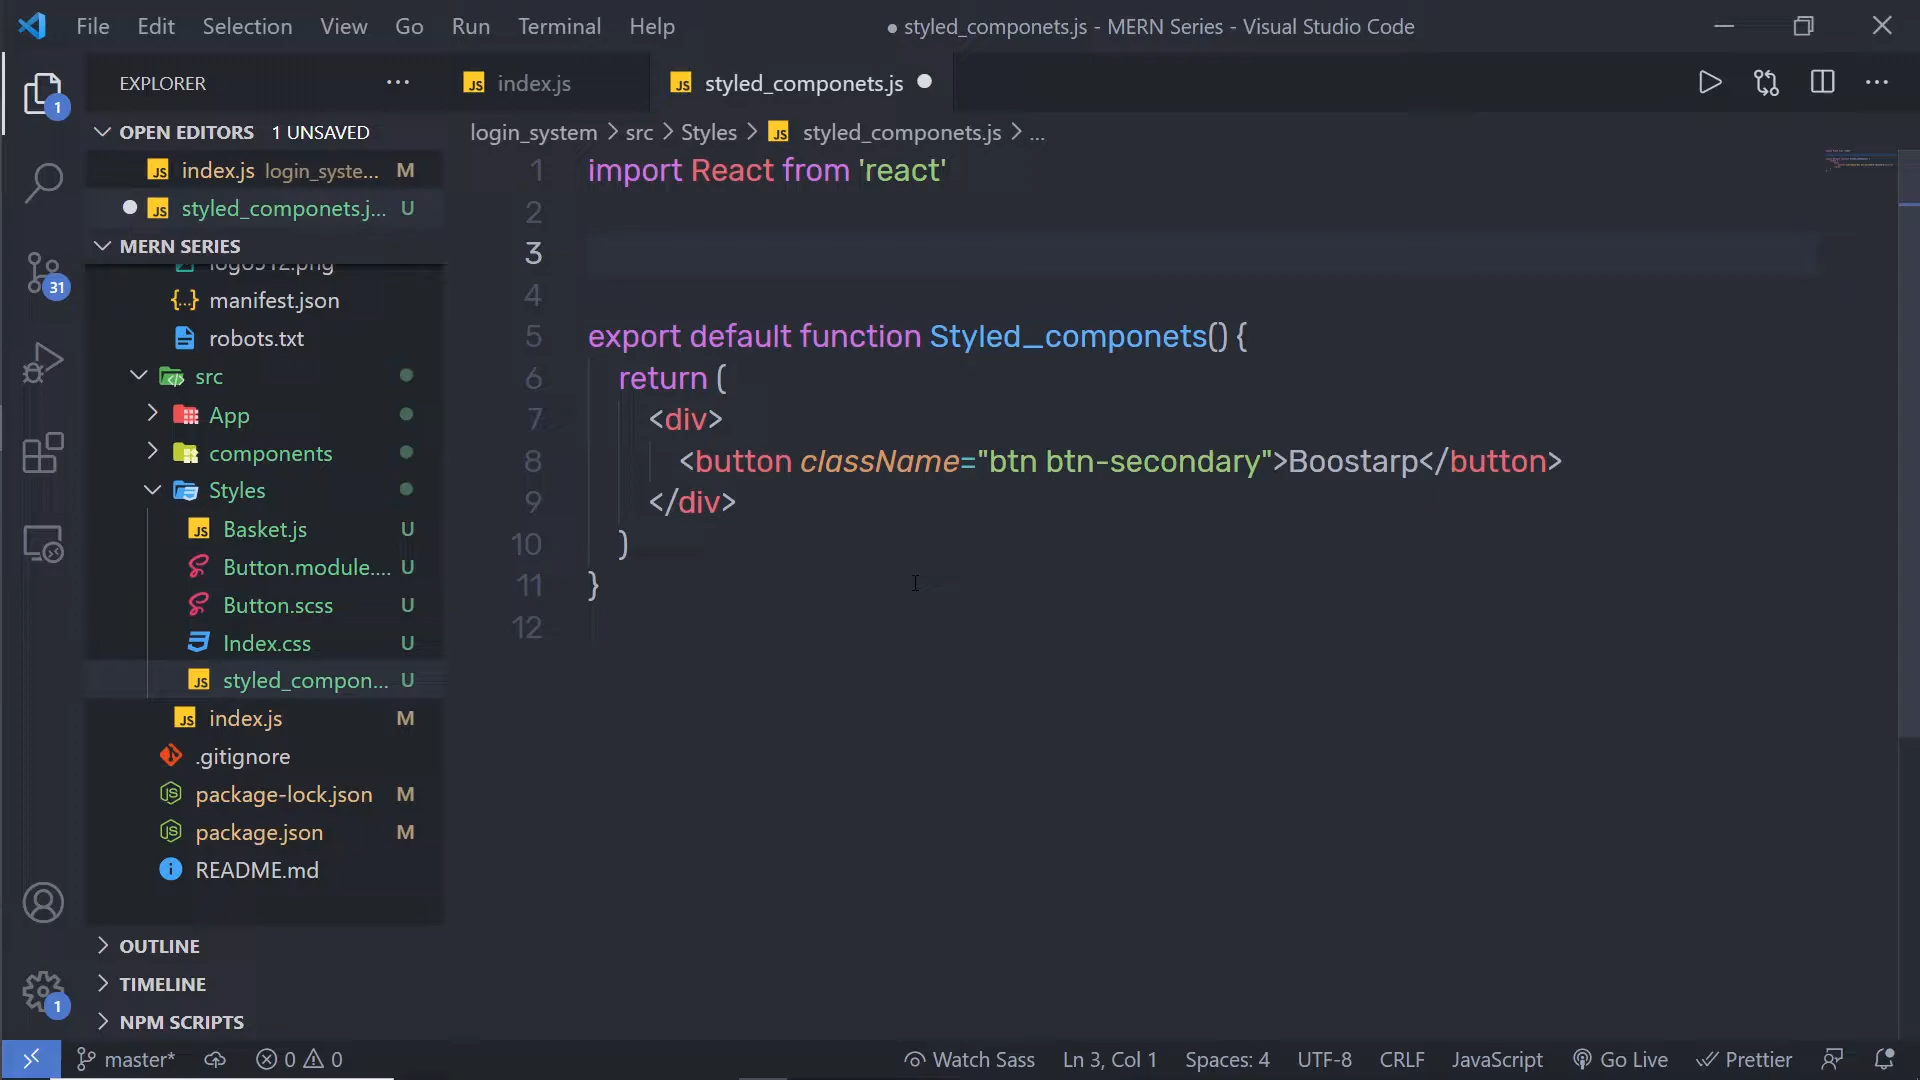 File Edit Selection View Go Run Terminal Help ● styled_componets.js - MERN Series - Visual Studio Code
EXPLORER ···
index.js
styled_componets.js
OPEN EDITORS 1 UNSAVED
index.js login_syste... M
styled_componets.j... U
MERN SERIES
logo512.png
manifest.json
robots.txt
src
App
components
Styles
Basket.js U
Button.module.... U
Button.scss U
Index.css U
styled_compon... U
index.js M
.gitignore
package-lock.json M
package.json M
README.md
OUTLINE
TIMELINE
NPM SCRIPTS
1
31
1
login_system > src > Styles > JS styled_componets.js > ...
1 import React from 'react'
2
3
4
5 export default function Styled_componets() {
6 return (
7 <div>
8 <button className="btn btn-secondary">Boostarp</button>
9 </div>
10 )
11 }
12
master* 0 0 Watch Sass Ln 3, Col 1 Spaces: 4 UTF-8 CRLF JavaScript Go Live Prettier